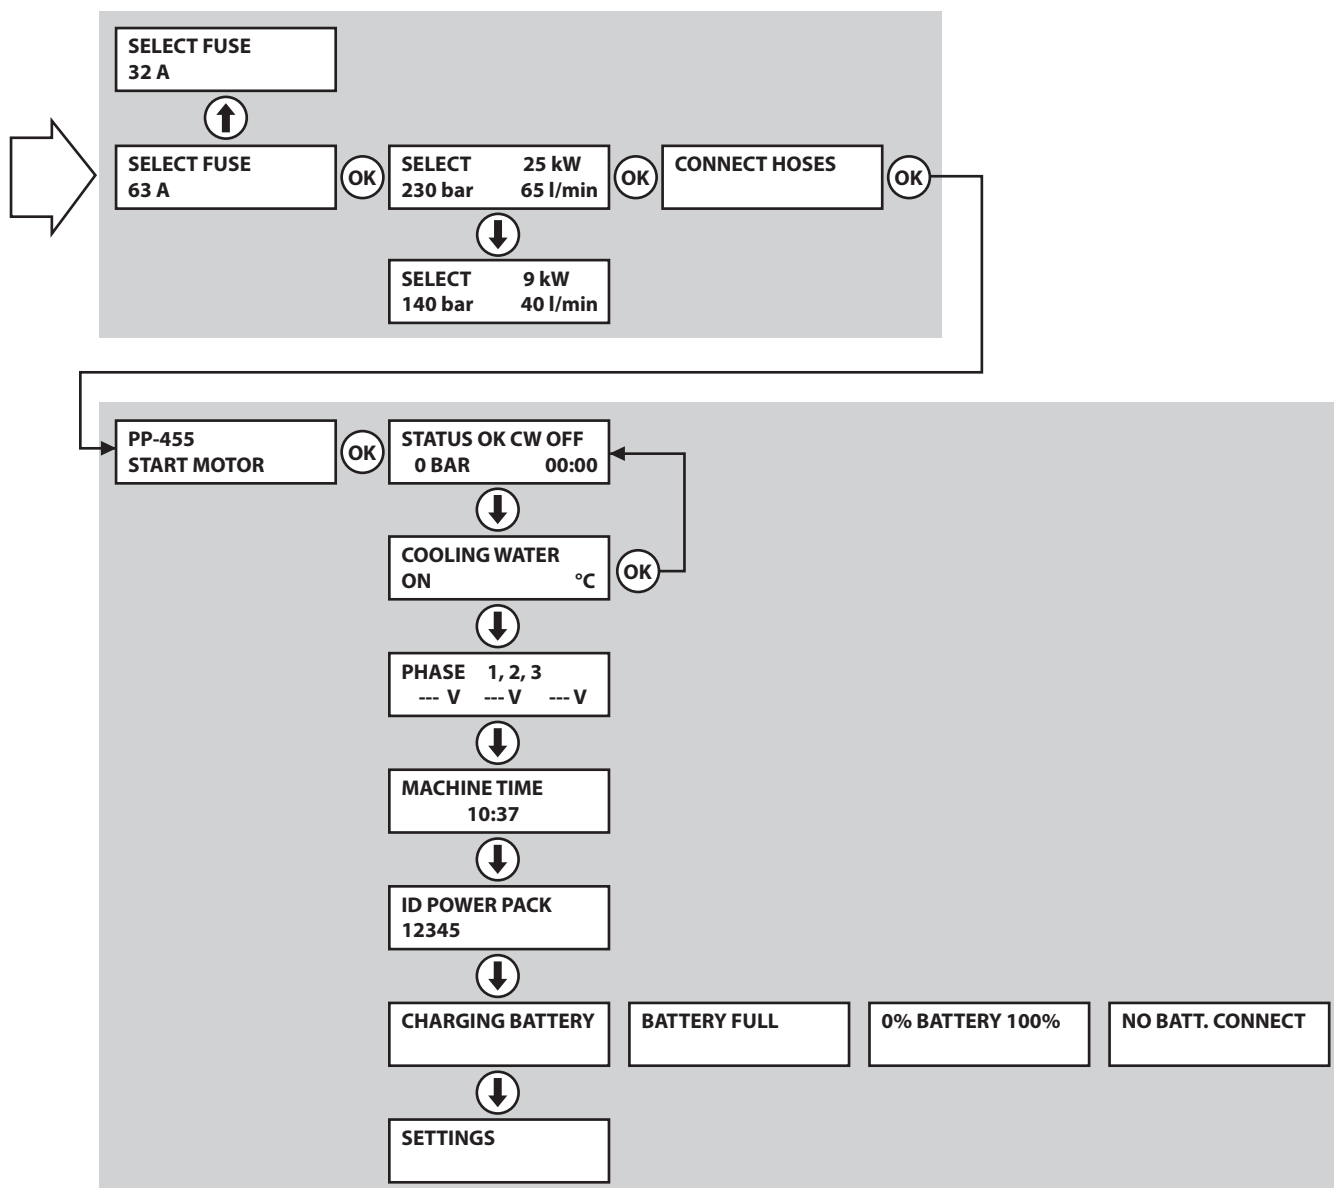 SELECT FUSE
32 A
SELECT FUSE
63 A
OK
SELECT 25 kW
230 bar 65 l/min
OK
CONNECT HOSES
OK
SELECT 9 kW
140 bar 40 l/min
PP-455
START MOTOR
OK
STATUS OK CW OFF
0 BAR 00:00
COOLING WATER
ON °C
OK
PHASE 1, 2, 3
--- V --- V --- V
MACHINE TIME
10:37
ID POWER PACK
12345
CHARGING BATTERY
BATTERY FULL
0% BATTERY 100%
NO BATT. CONNECT
SETTINGS